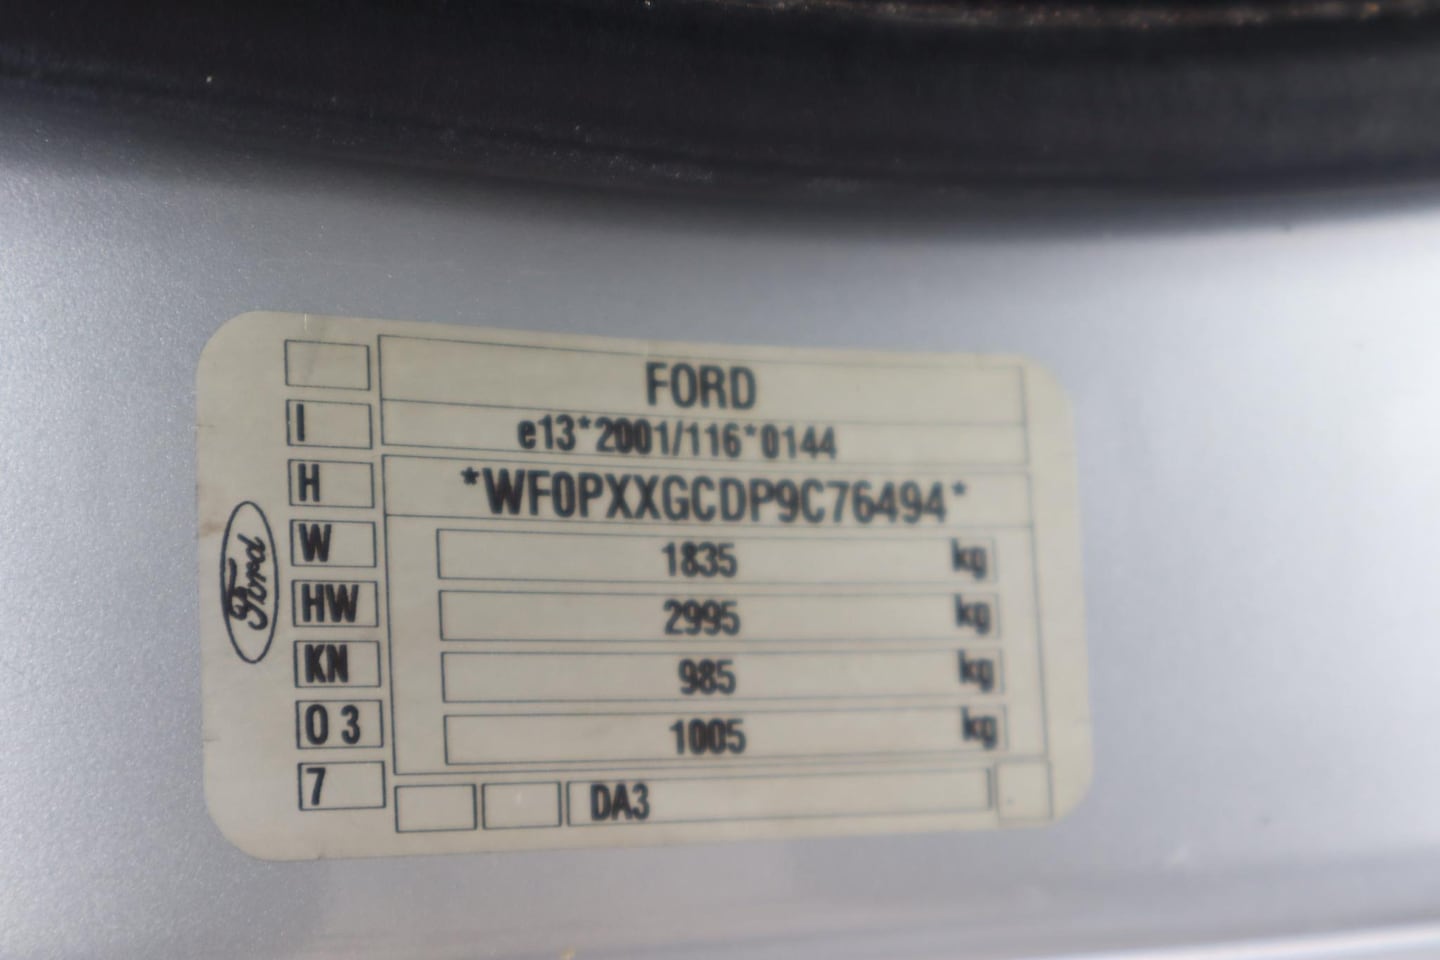 FORD
I e13*2001/116*0144
H *WF0PXXGCDP9C76494*
W 1835 kg
HW 2995 kg
KN 985 kg
0 3 1005 kg
7 DA3
Ford